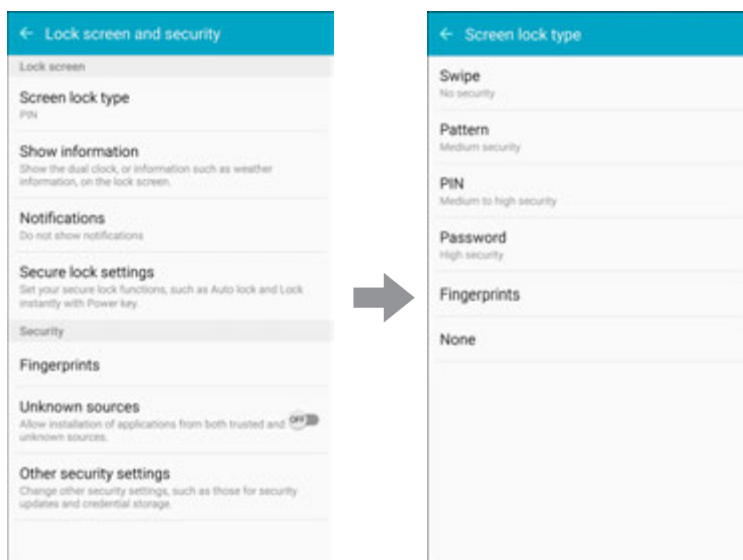 Lock screen and security
Lock screen
Screen lock type
PIN
Show information
Show the dual clock, or information such as weather
information, on the lock screen.
Notifications
Do not show notifications
Secure lock settings
Set your secure lock functions, such as Auto lock and Lock
instantly with Power key.
Security
Fingerprints
Unknown sources
Allow installation of applications from both trusted and
unknown sources.
OFF
Other security settings
Change other security settings, such as those for security
updates and credential storage.
Screen lock type
Swipe
No security
Pattern
Medium security
PIN
Medium to high security
Password
High security
Fingerprints
None